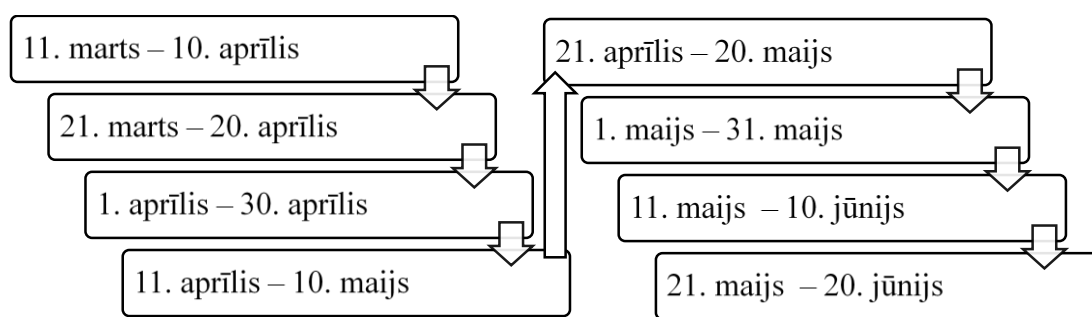 11. marts – 10. aprīlis
21. marts – 20. aprīlis
1. aprīlis – 30. aprīlis
11. aprīlis – 10. maijs
21. aprīlis – 20. maijs
1. maijs – 31. maijs
11. maijs – 10. jūnijs
21. maijs – 20. jūnijs